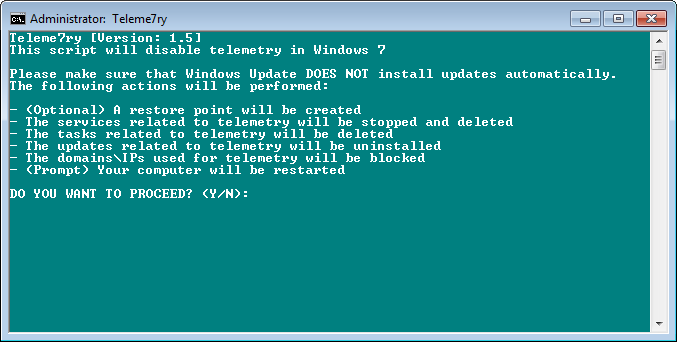 Administrator: Teleme7ry
Teleme7ry [Version: 1.5]
This script will disable telemetry in Windows 7
Please make sure that Windows Update DOES NOT install updates automatically.
The following actions will be performed:
- (Optional) A restore point will be created
- The services related to telemetry will be stopped and deleted
- The tasks related to telemetry will be deleted
- The updates related to telemetry will be uninstalled
- The domains\IPs used for telemetry will be blocked
- (Prompt) Your computer will be restarted
DO YOU WANT TO PROCEED? (Y/N):